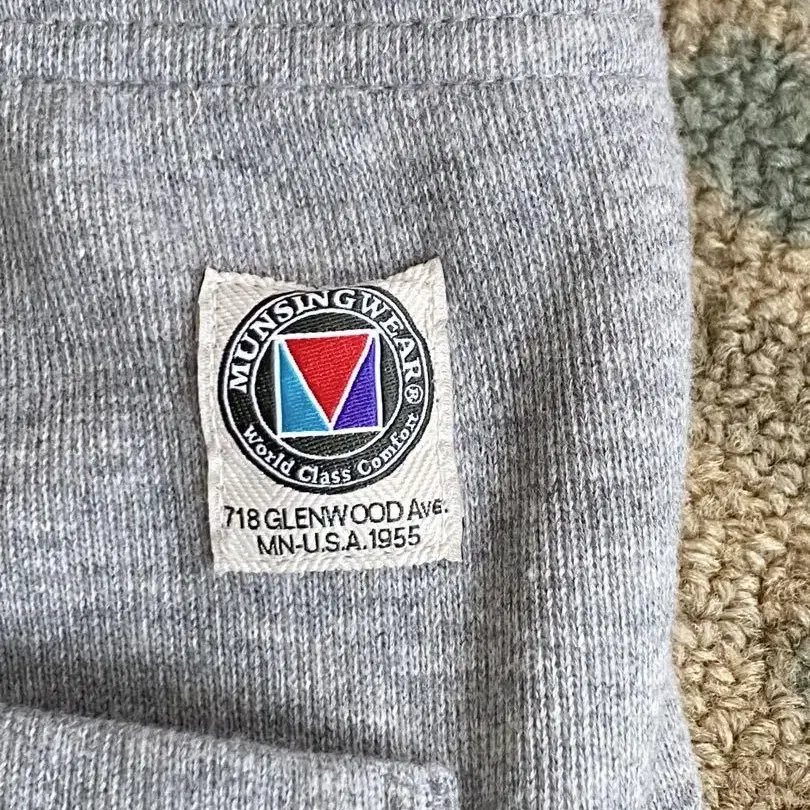 MUNSINGWEAR®
World Class Comfort
718 GLENWOOD AVE.
MN-U.S.A.1955